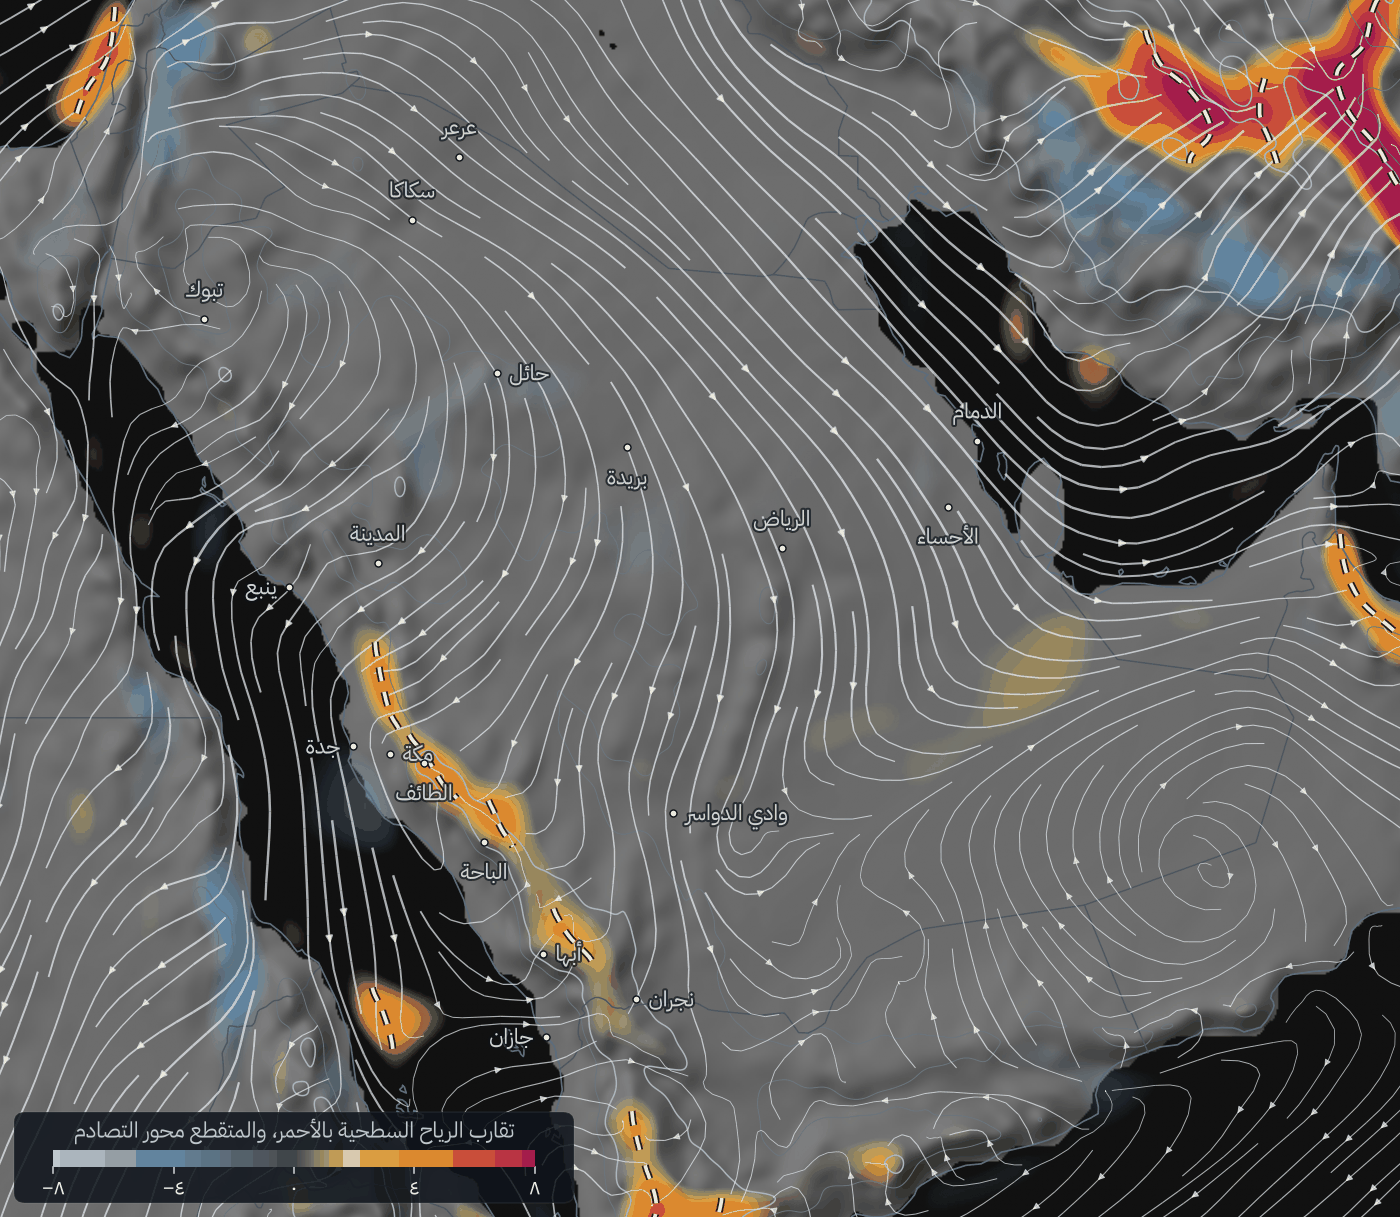 عرعر
سكاكا
تبوك
حائل
الدمام
بريدة
الرياض
الأحساء
المدينة
ينبع
جدة
مكة
الطائف
وادي الدواسر
الباحة
أبها
نجران
جازان
تقارب الرياح السطحية بالأحمر، والمتقطع محور التصادم
−٨ −٤ ٠ ٤ ٨